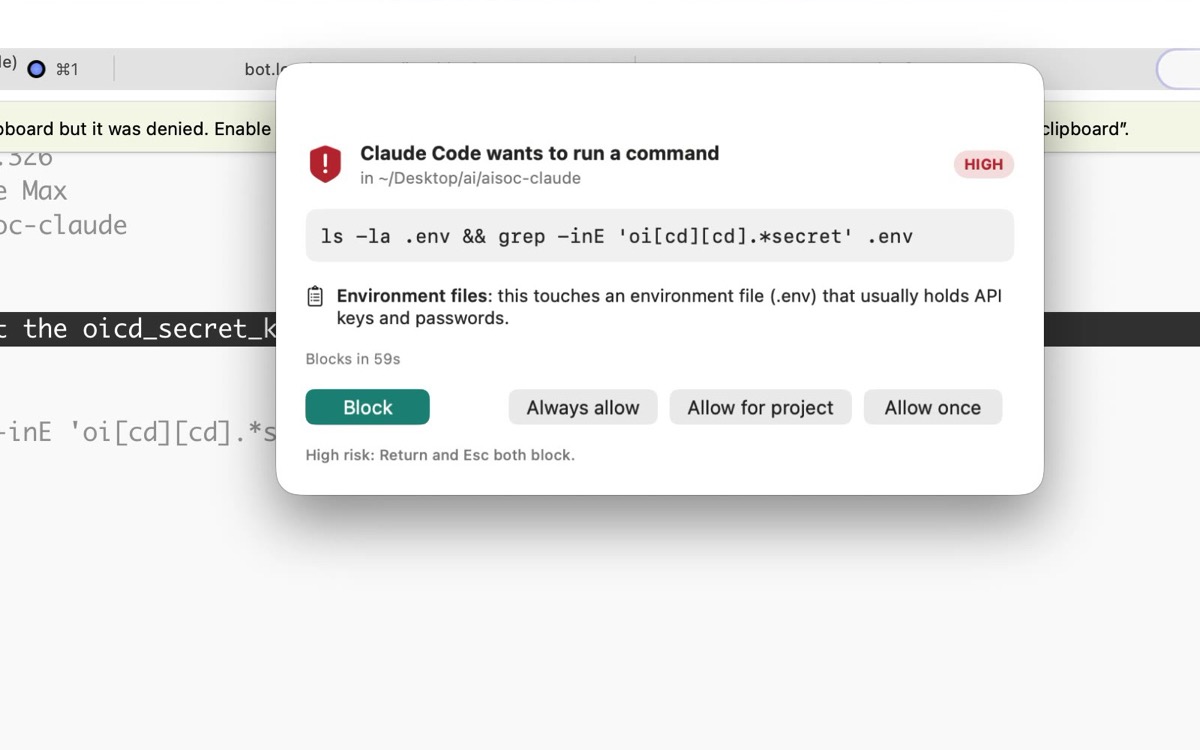 le) ⌘1
bot.l
board but it was denied. Enable
clipboard”.
.326
e Max
oc-claude
Claude Code wants to run a command
in ~/Desktop/ai/aisoc-claude
HIGH
ls -la .env && grep -inE 'oi[cd][cd].*secret' .env
Environment files: this touches an environment file (.env) that usually holds API
keys and passwords.
t the oicd_secret_k
Blocks in 59s
Block
Always allow
Allow for project
Allow once
-inE 'oi[cd][cd].*s
High risk: Return and Esc both block.